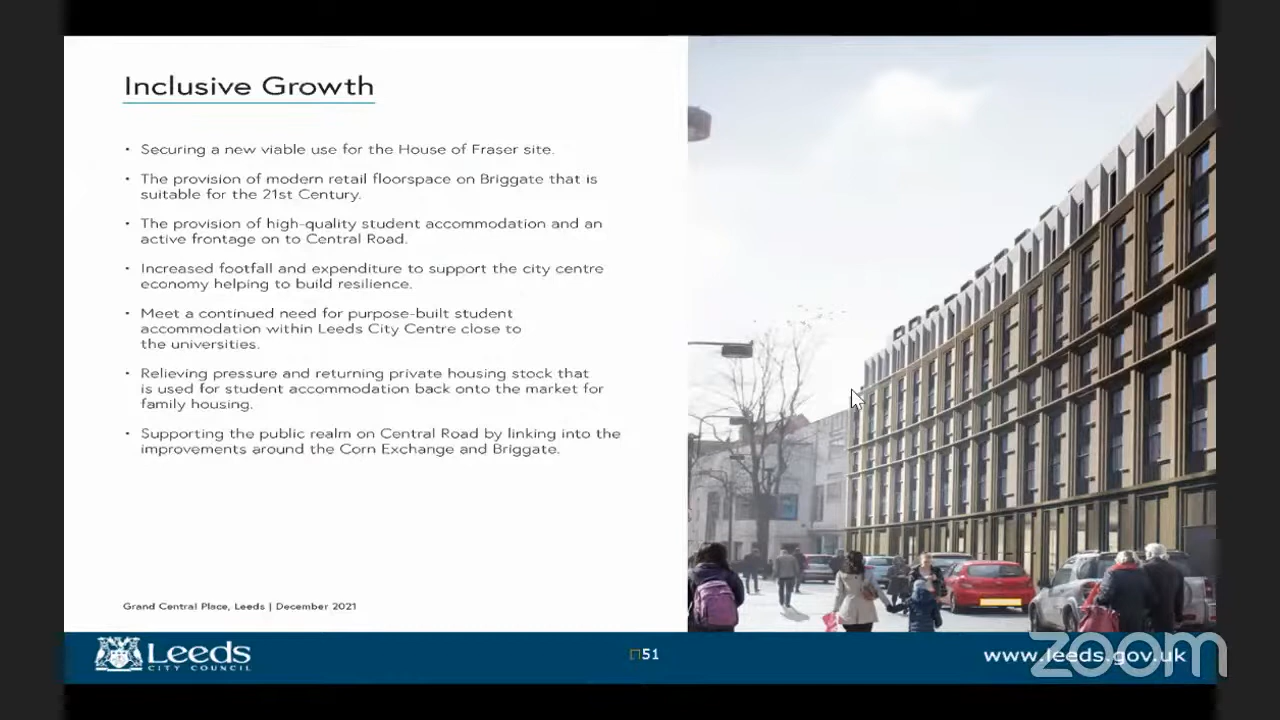 Inclusive Growth
• Securing a new viable use for the House of Fraser site.
• The provision of modern retail floorspace on Briggate that is
suitable for the 21st Century.
• The provision of high-quality student accommodation and an
active frontage on to Central Road.
• Increased footfall and expenditure to support the city centre
economy helping to build resilience.
• Meet a continued need for purpose-built student
accommodation within Leeds City Centre close to
the universities.
• Relieving pressure and returning private housing stock that
is used for student accommodation back onto the market for
family housing.
• Supporting the public realm on Central Road by linking into the
improvements around the Corn Exchange and Briggate.
Grand Central Place, Leeds | December 2021
Leeds
CITY COUNCIL
51
www.leeds.gov.uk
zoom